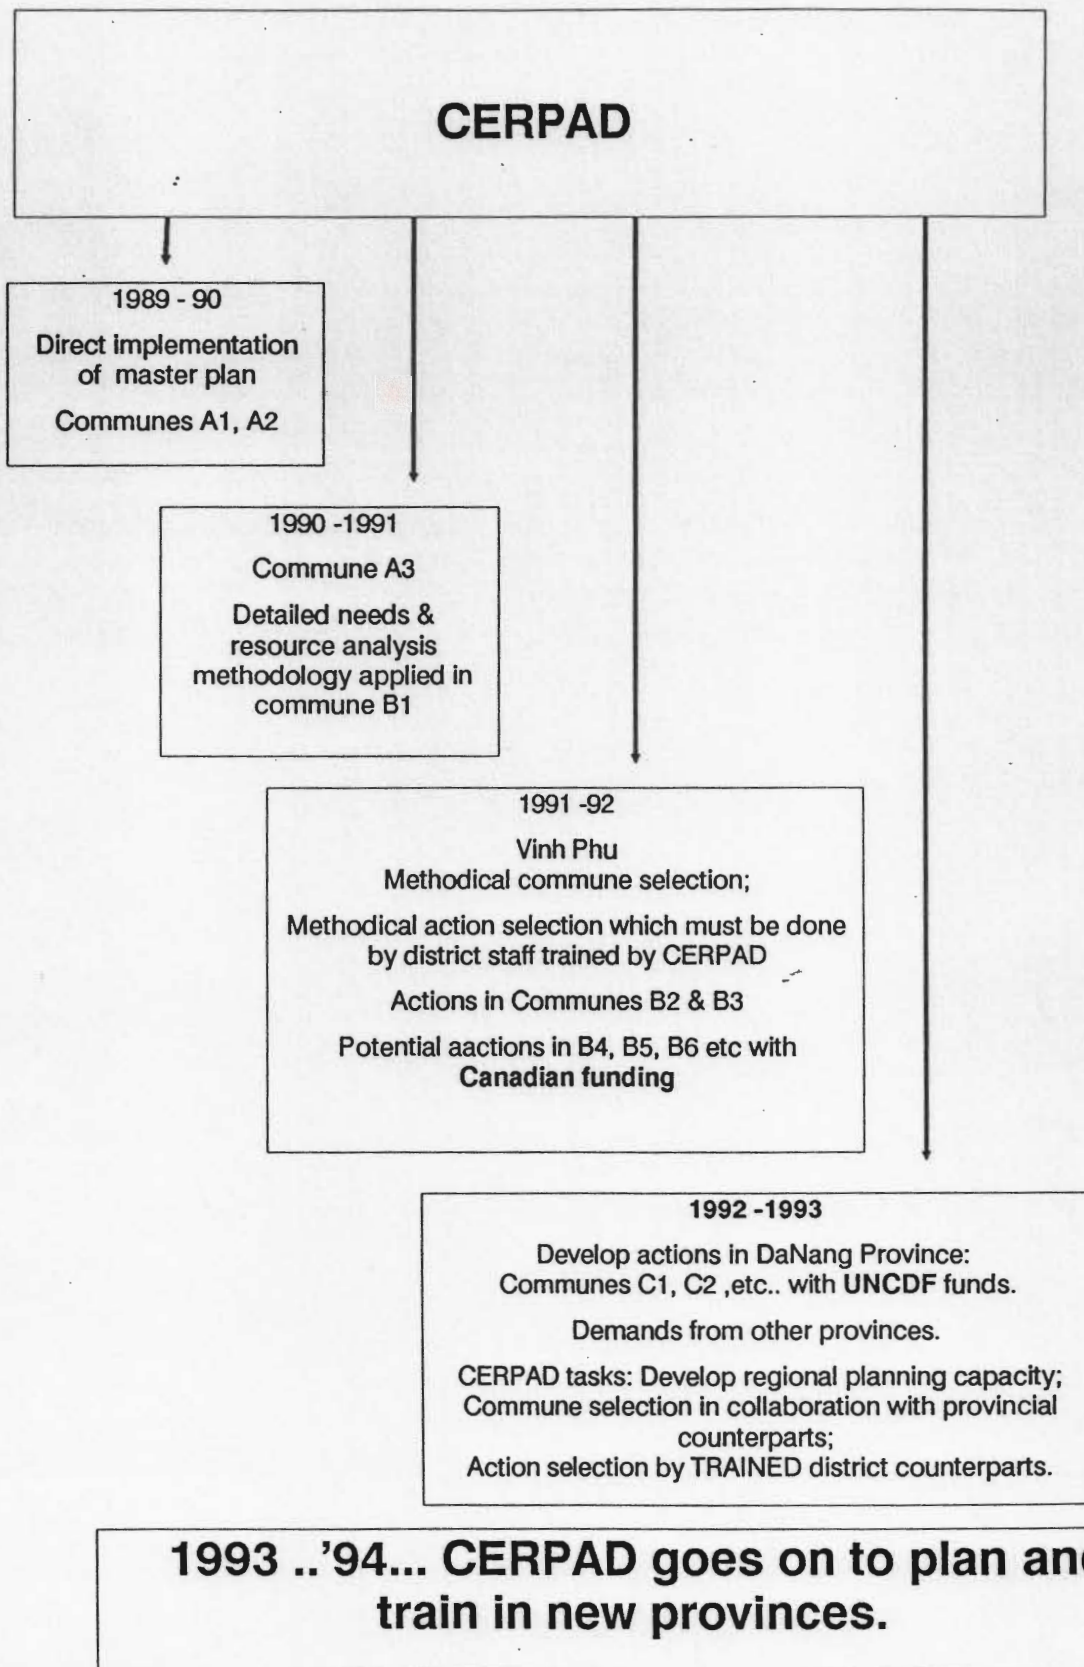 CERPAD
1989 - 90
Direct implementation
of master plan
Communes A1, A2
1990 -1991
Commune A3
Detailed needs &
resource analysis
methodology applied in
commune B1
1991 -92
Vinh Phu
Methodical commune selection;
Methodical action selection which must be done
by district staff trained by CERPAD
Actions in Communes B2 & B3
Potential aactions in B4, B5, B6 etc with
Canadian funding
1992 -1993
Develop actions in DaNang Province:
Communes C1, C2 ,etc.. with UNCDF funds.
Demands from other provinces.
CERPAD tasks: Develop regional planning capacity;
Commune selection in collaboration with provincial
counterparts;
Action selection by TRAINED district counterparts.
1993 ..'94... CERPAD goes on to plan and
train in new provinces.